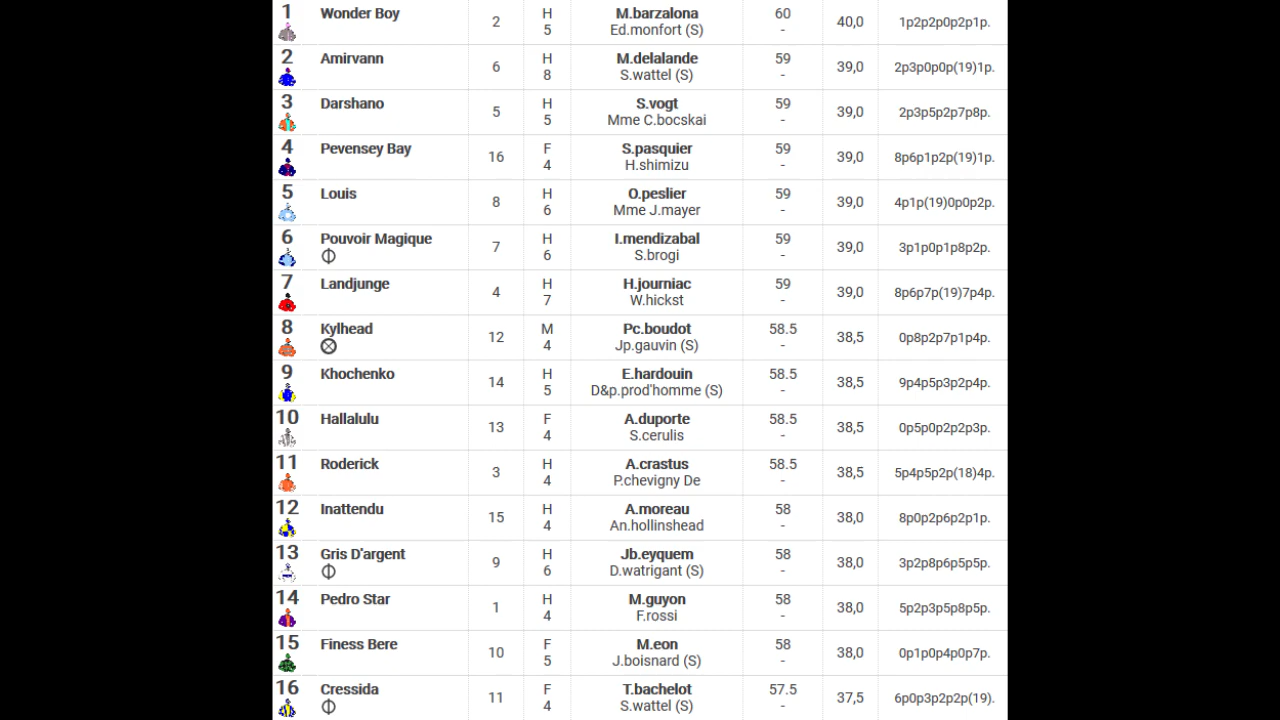 1 Wonder Boy 2 H 5 M.barzalona Ed.monfort (S) 60 - 40,0 1p2p2p0p2p1p.
2 Amirvann 6 H 8 M.delalande S.wattel (S) 59 - 39,0 2p3p0p0p(19)1p.
3 Darshano 5 H 5 S.vogt Mme C.bocskai 59 - 39,0 2p3p5p2p7p8p.
4 Pevensey Bay 16 F 4 S.pasquier H.shimizu 59 - 39,0 8p6p1p2p(19)1p.
5 Louis 8 H 6 O.peslier Mme J.mayer 59 - 39,0 4p1p(19)0p0p2p.
6 Pouvoir Magique 7 H 6 I.mendizabal S.brogi 59 - 39,0 3p1p0p1p8p2p.
7 Landjunge 4 H 7 H.journiac W.hickst 59 - 39,0 8p6p7p(19)7p4p.
8 Kylhead 12 M 4 Pc.boudot Jp.gauvin (S) 58.5 - 38,5 0p8p2p7p1p4p.
9 Khochenko 14 H 5 E.hardouin D&p.prod'homme (S) 58.5 - 38,5 9p4p5p3p2p4p.
10 Hallalulu 13 F 4 A.duporte S.cerulis 58.5 - 38,5 0p5p0p2p2p3p.
11 Roderick 3 H 4 A.crastus P.chevigny De 58.5 - 38,5 5p4p5p2p(18)4p.
12 Inattendu 15 H 4 A.moreau An.hollinshead 58 - 38,0 8p0p2p6p2p1p.
13 Gris D'argent 9 H 6 Jb.eyquem D.watrigant (S) 58 - 38,0 3p2p8p6p5p5p.
14 Pedro Star 1 H 4 M.guyon F.rossi 58 - 38,0 5p2p3p5p8p5p.
15 Finess Bere 10 F 5 M.eon J.boisnard (S) 58 - 38,0 0p1p0p4p0p7p.
16 Cressida 11 F 4 T.bachelot S.wattel (S) 57.5 - 37,5 6p0p3p2p2p(19).